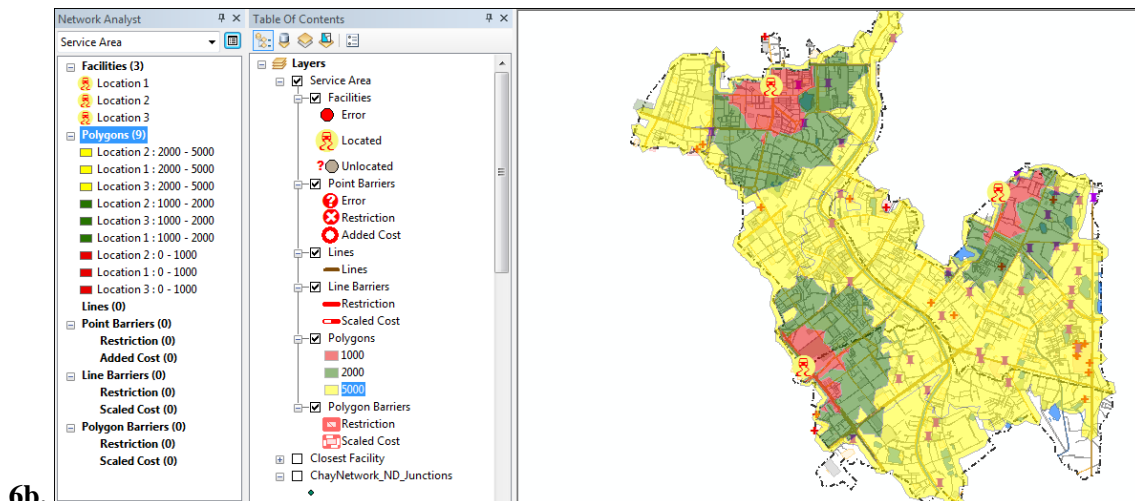 Network Analyst
Service Area
Facilities (3)
Location 1
Location 2
Location 3
Polygons (9)
Location 2 : 2000 - 5000
Location 1 : 2000 - 5000
Location 3 : 2000 - 5000
Location 2 : 1000 - 2000
Location 3 : 1000 - 2000
Location 1 : 1000 - 2000
Location 2 : 0 - 1000
Location 1 : 0 - 1000
Location 3 : 0 - 1000
Lines (0)
Point Barriers (0)
Restriction (0)
Added Cost (0)
Line Barriers (0)
Restriction (0)
Scaled Cost (0)
Polygon Barriers (0)
Restriction (0)
Scaled Cost (0)
Table Of Contents
Layers
Service Area
Facilities
Error
Located
? Unlocated
Point Barriers
? Error
Restriction
Added Cost
Lines
Lines
Line Barriers
Restriction
Scaled Cost
Polygons
1000
2000
5000
Polygon Barriers
Restriction
Scaled Cost
Closest Facility
ChayNetwork_ND_Junctions
6b.